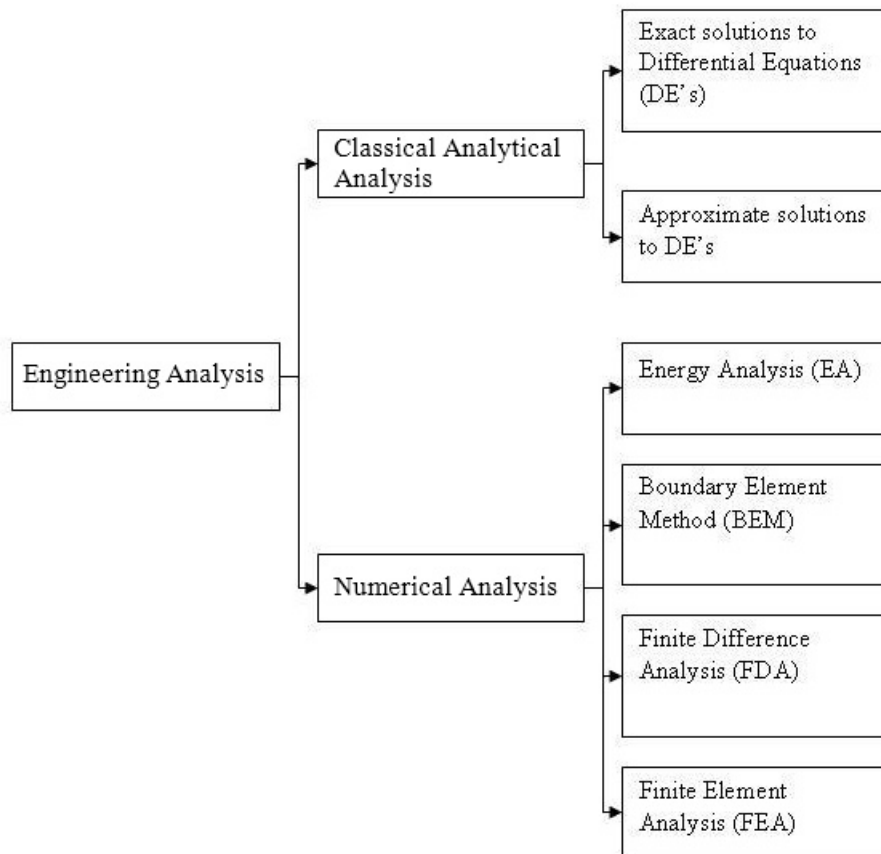 Exact solutions to
Differential Equations
(DE's)
Classical Analytical
Analysis
Approximate solutions
to DE's
Engineering Analysis
Energy Analysis (EA)
Boundary Element
Method (BEM)
Numerical Analysis
Finite Difference
Analysis (FDA)
Finite Element
Analysis (FEA)